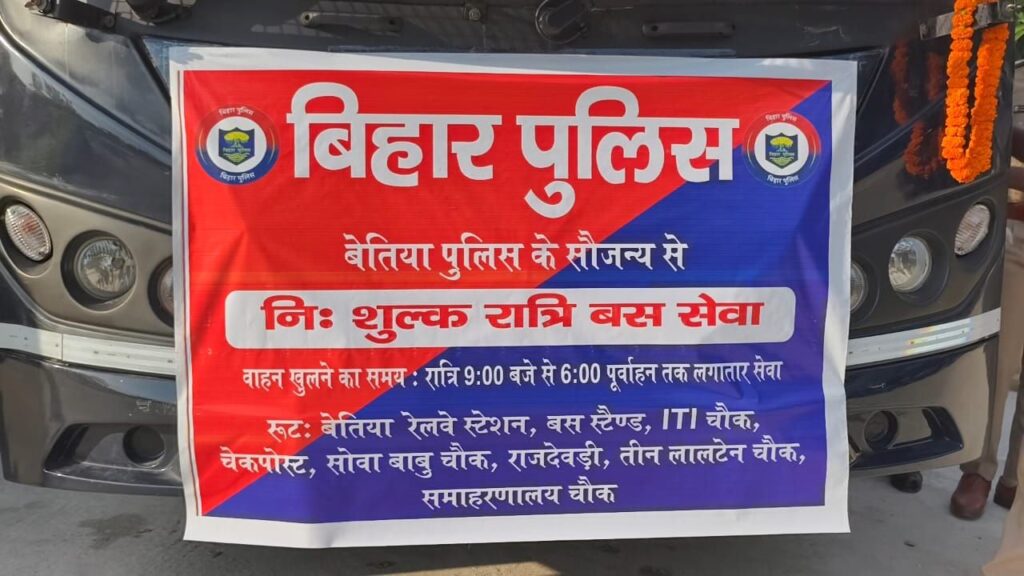 बिहार पुलिस
बिहार पुलिस
बिहार पुलिस
बिहार पुलिस
बिहार पुलिस
बेतिया पुलिस के सौजन्य से
निः शुल्क रात्रि बस सेवा
वाहन खुलने का समय : रात्रि 9:00 बजे से 6:00 पूर्वाहन तक लगातार सेवा
रूटः बेतिया रेलवे स्टेशन, बस स्टैण्ड, ITI चौक,
चेकपोस्ट, सोवा बाबु चौक, राजदेवड़ी, तीन लालटेन चौक,
समाहरणालय चौक